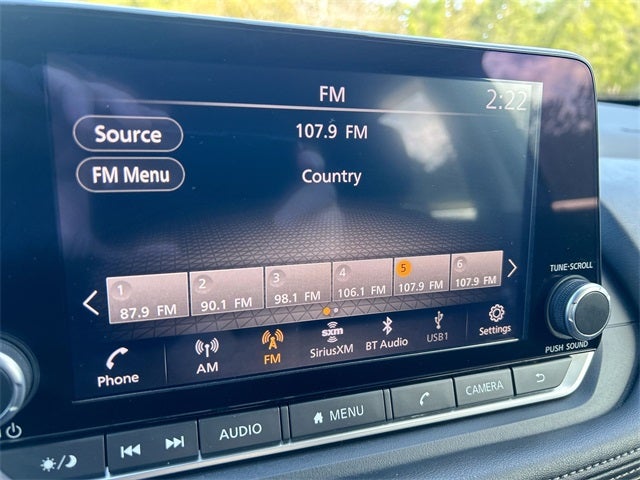 FM
2:22
Source
107.9 FM
FM Menu
Country
1 2 3 4 5 6
87.9 FM 90.1 FM 98.1 FM 106.1 FM 107.9 FM 107.9 FM
Phone AM FM sxm SiriusXM BT Audio USB1 Settings
TUNE·SCROLL
PUSH SOUND
AUDIO MENU CAMERA